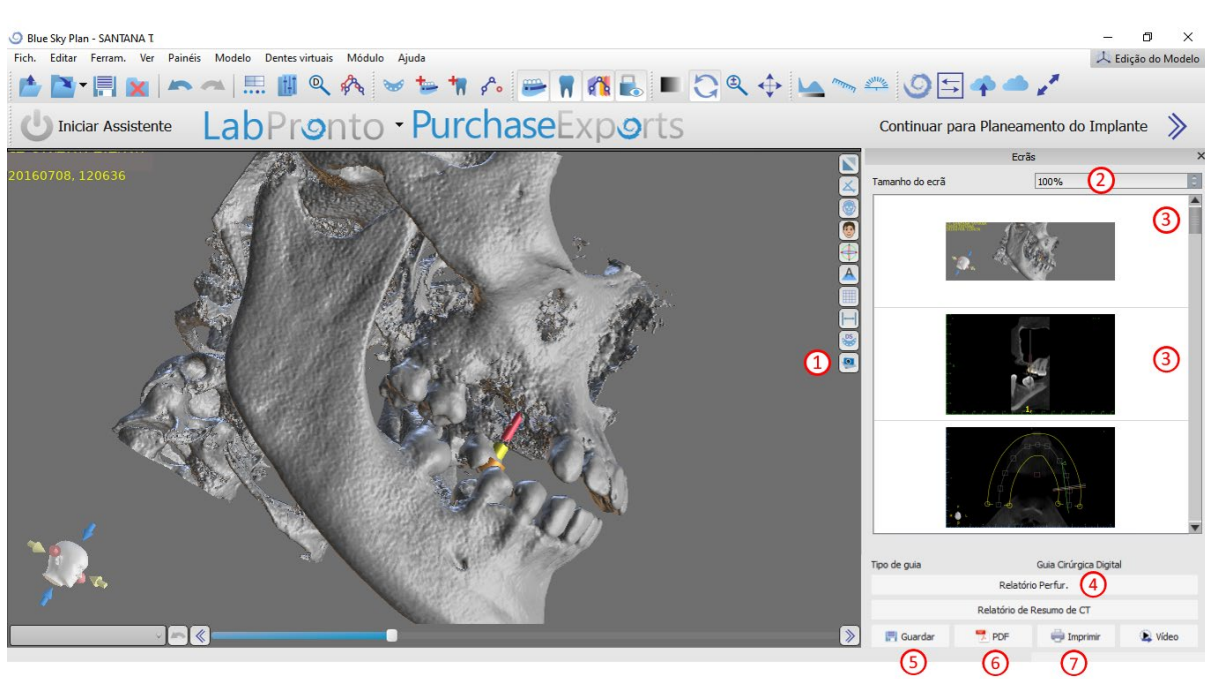 Blue Sky Plan - SANTANA T.
Fich. Editar Ferram. Ver Painéis Modelo Dentes virtuais Módulo Ajuda
Edição do Modelo
Iniciar Assistente LabPronto PurchaseExports Continuar para Planeamento do Implante
Ecrãs
20160708, 120636
Tamanho do ecrã 100% 2
3
A
OS
1
3
1.
Tipo de guia Guia Cirúrgica Digital
Relatório Perfur. 4
Relatório de Resumo de CT
Guardar PDF Imprimir Vídeo
5 6 7